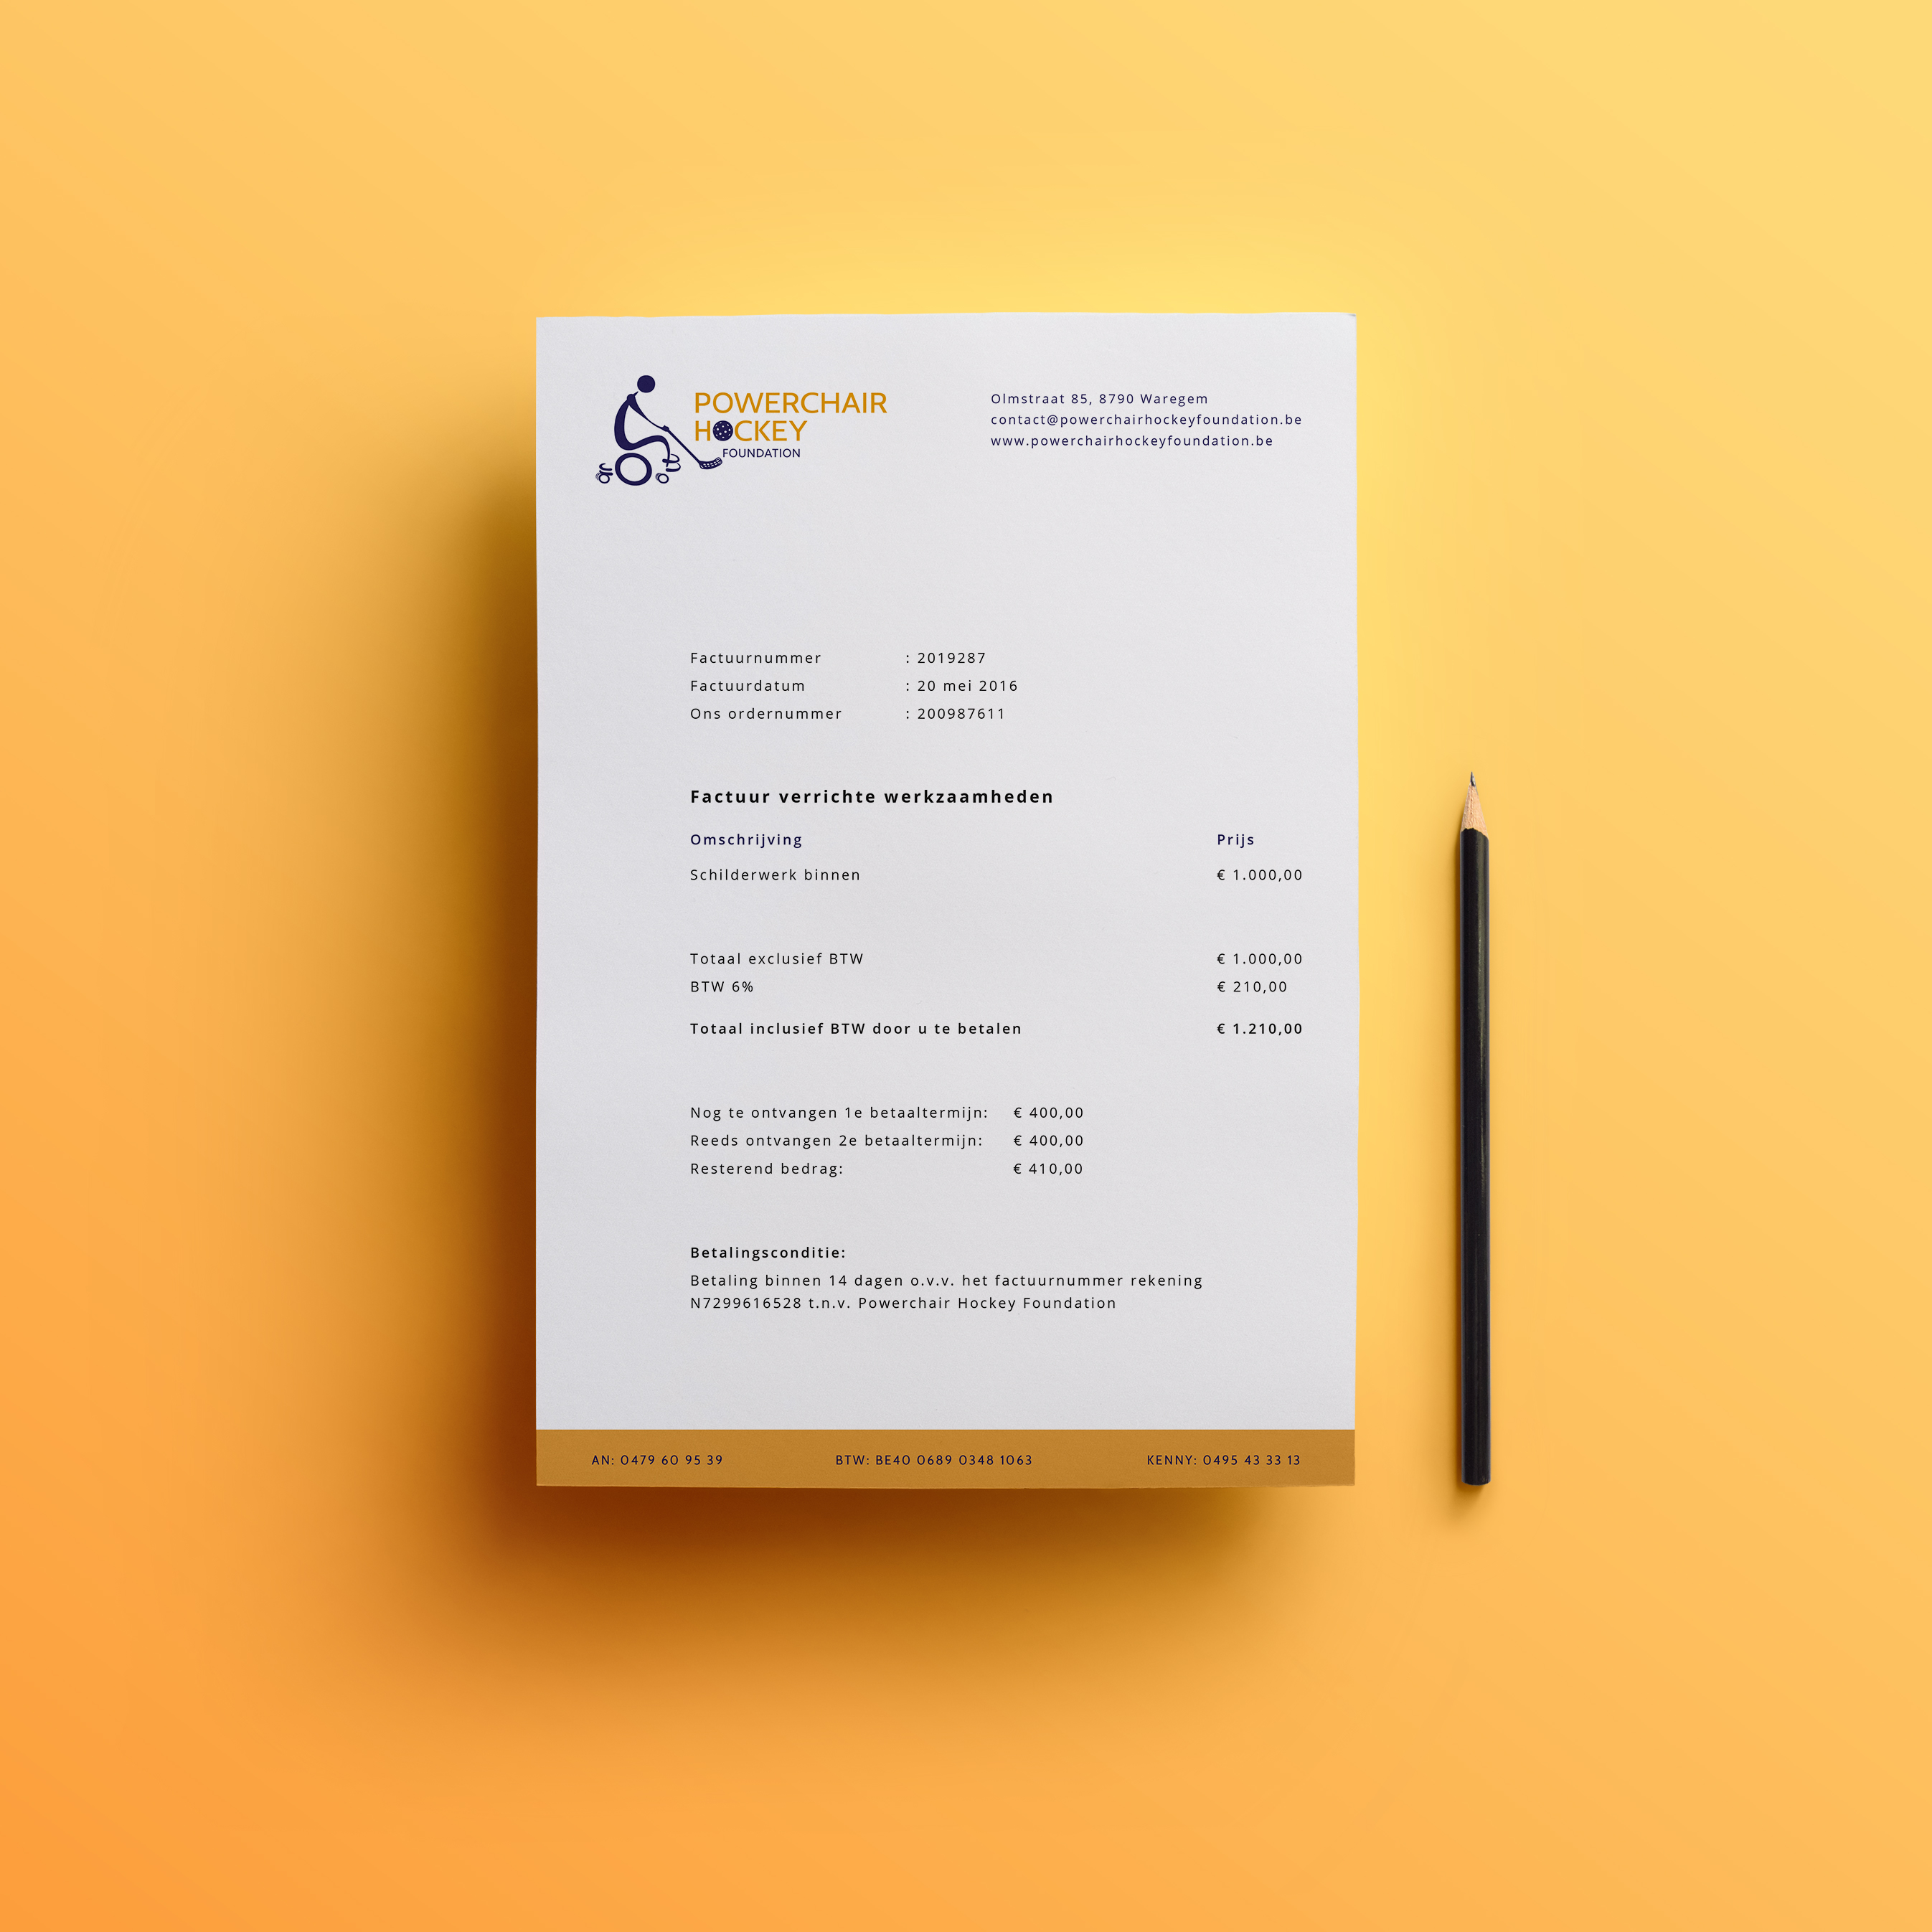 POWERCHAIR
HOCKEY
FOUNDATION
Olmstraat 85, 8790 Waregem
contact@powerchairhockeyfoundation.be
www.powerchairhockeyfoundation.be
Factuurnummer : 2019287
Factuurdatum : 20 mei 2016
Ons ordernummer : 200987611
Factuur verrichte werkzaamheden
Omschrijving Prijs
Schilderwerk binnen € 1.000,00
Totaal exclusief BTW € 1.000,00
BTW 6% € 210,00
Totaal inclusief BTW door u te betalen € 1.210,00
Nog te ontvangen 1e betaaltermijn: € 400,00
Reeds ontvangen 2e betaaltermijn: € 400,00
Resterend bedrag: € 410,00
Betalingsconditie:
Betaling binnen 14 dagen o.v.v. het factuurnummer rekening
N7299616528 t.n.v. Powerchair Hockey Foundation
AN: 0479 60 95 39 BTW: BE40 0689 0348 1063 KENNY: 0495 43 33 13